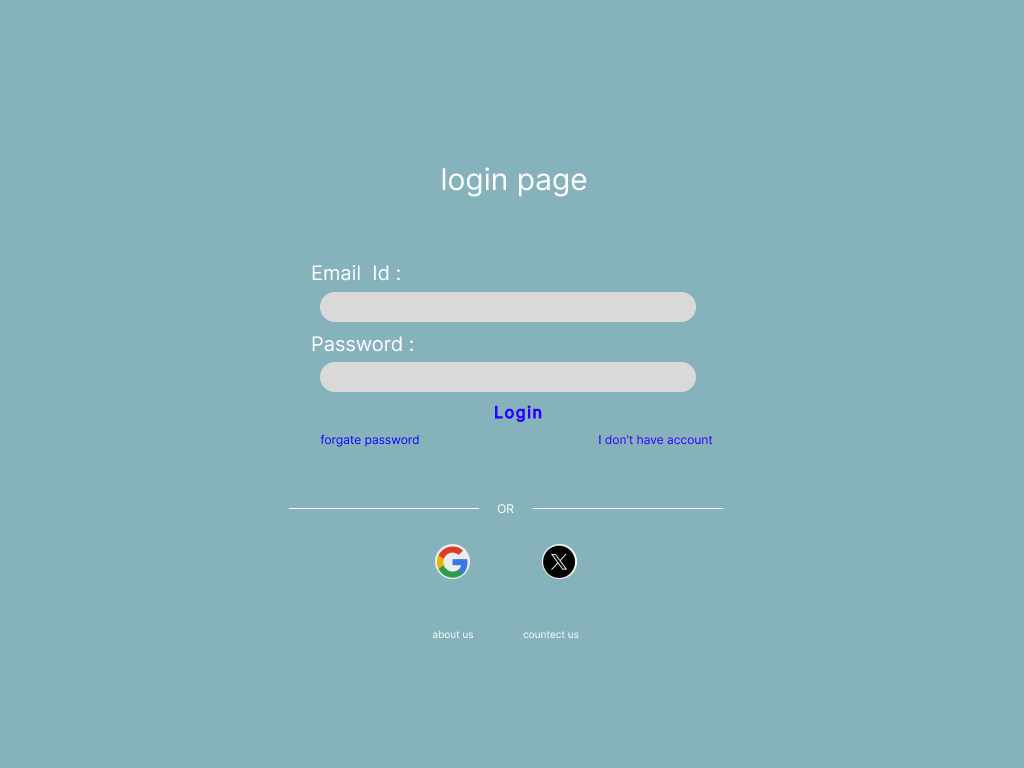 login page
Email  Id :
Password :
Login
forgate password
I don't have account
OR
about us
countect us